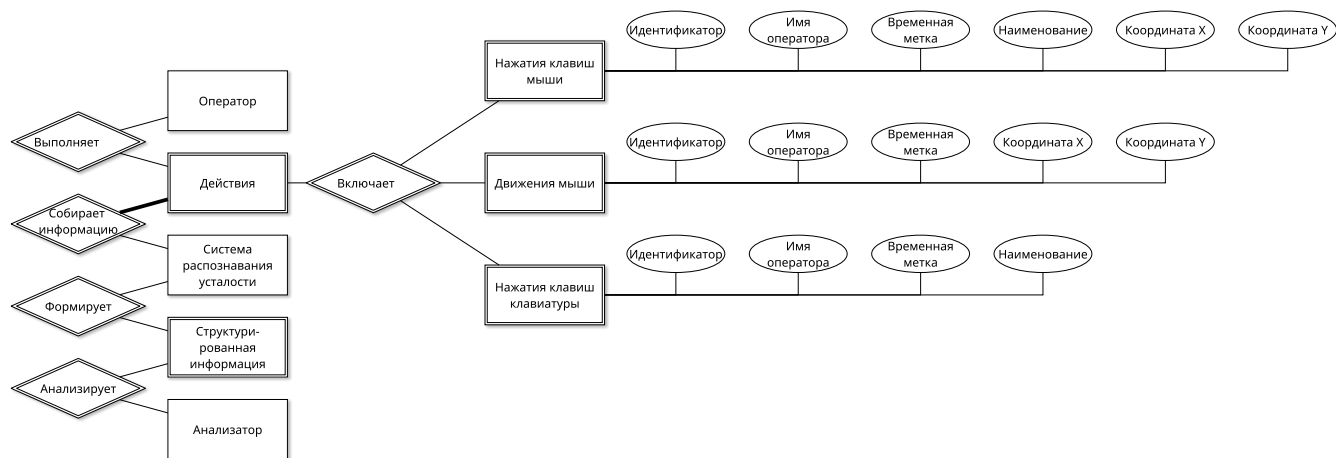 Идентификатор
Имя
оператора
Временная
метка
Наименование
Координата X
Координата Y
Нажатия клавиш
мыши
Оператор
Выполняет
Идентификатор
Имя
оператора
Временная
метка
Координата X
Координата Y
Действия
Включает
Движения мыши
Собирает
информацию
Система
распознавания
усталости
Идентификатор
Имя
оператора
Временная
метка
Наименование
Нажатия клавиш
клавиатуры
Формирует
Структури-
рованная
информация
Анализирует
Анализатор